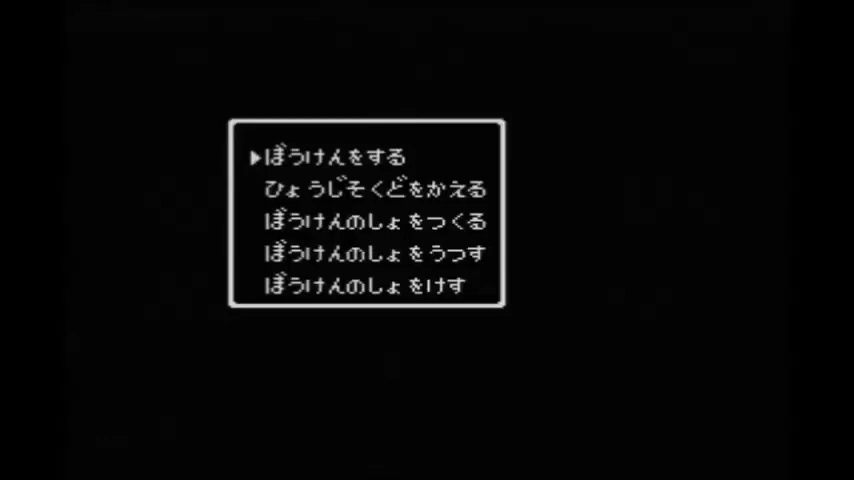 ▶ぼうけんをする
ひょうじそくどをかえる
ぼうけんのしょをつくる
ぼうけんのしょをうつす
ぼうけんのしょをけす